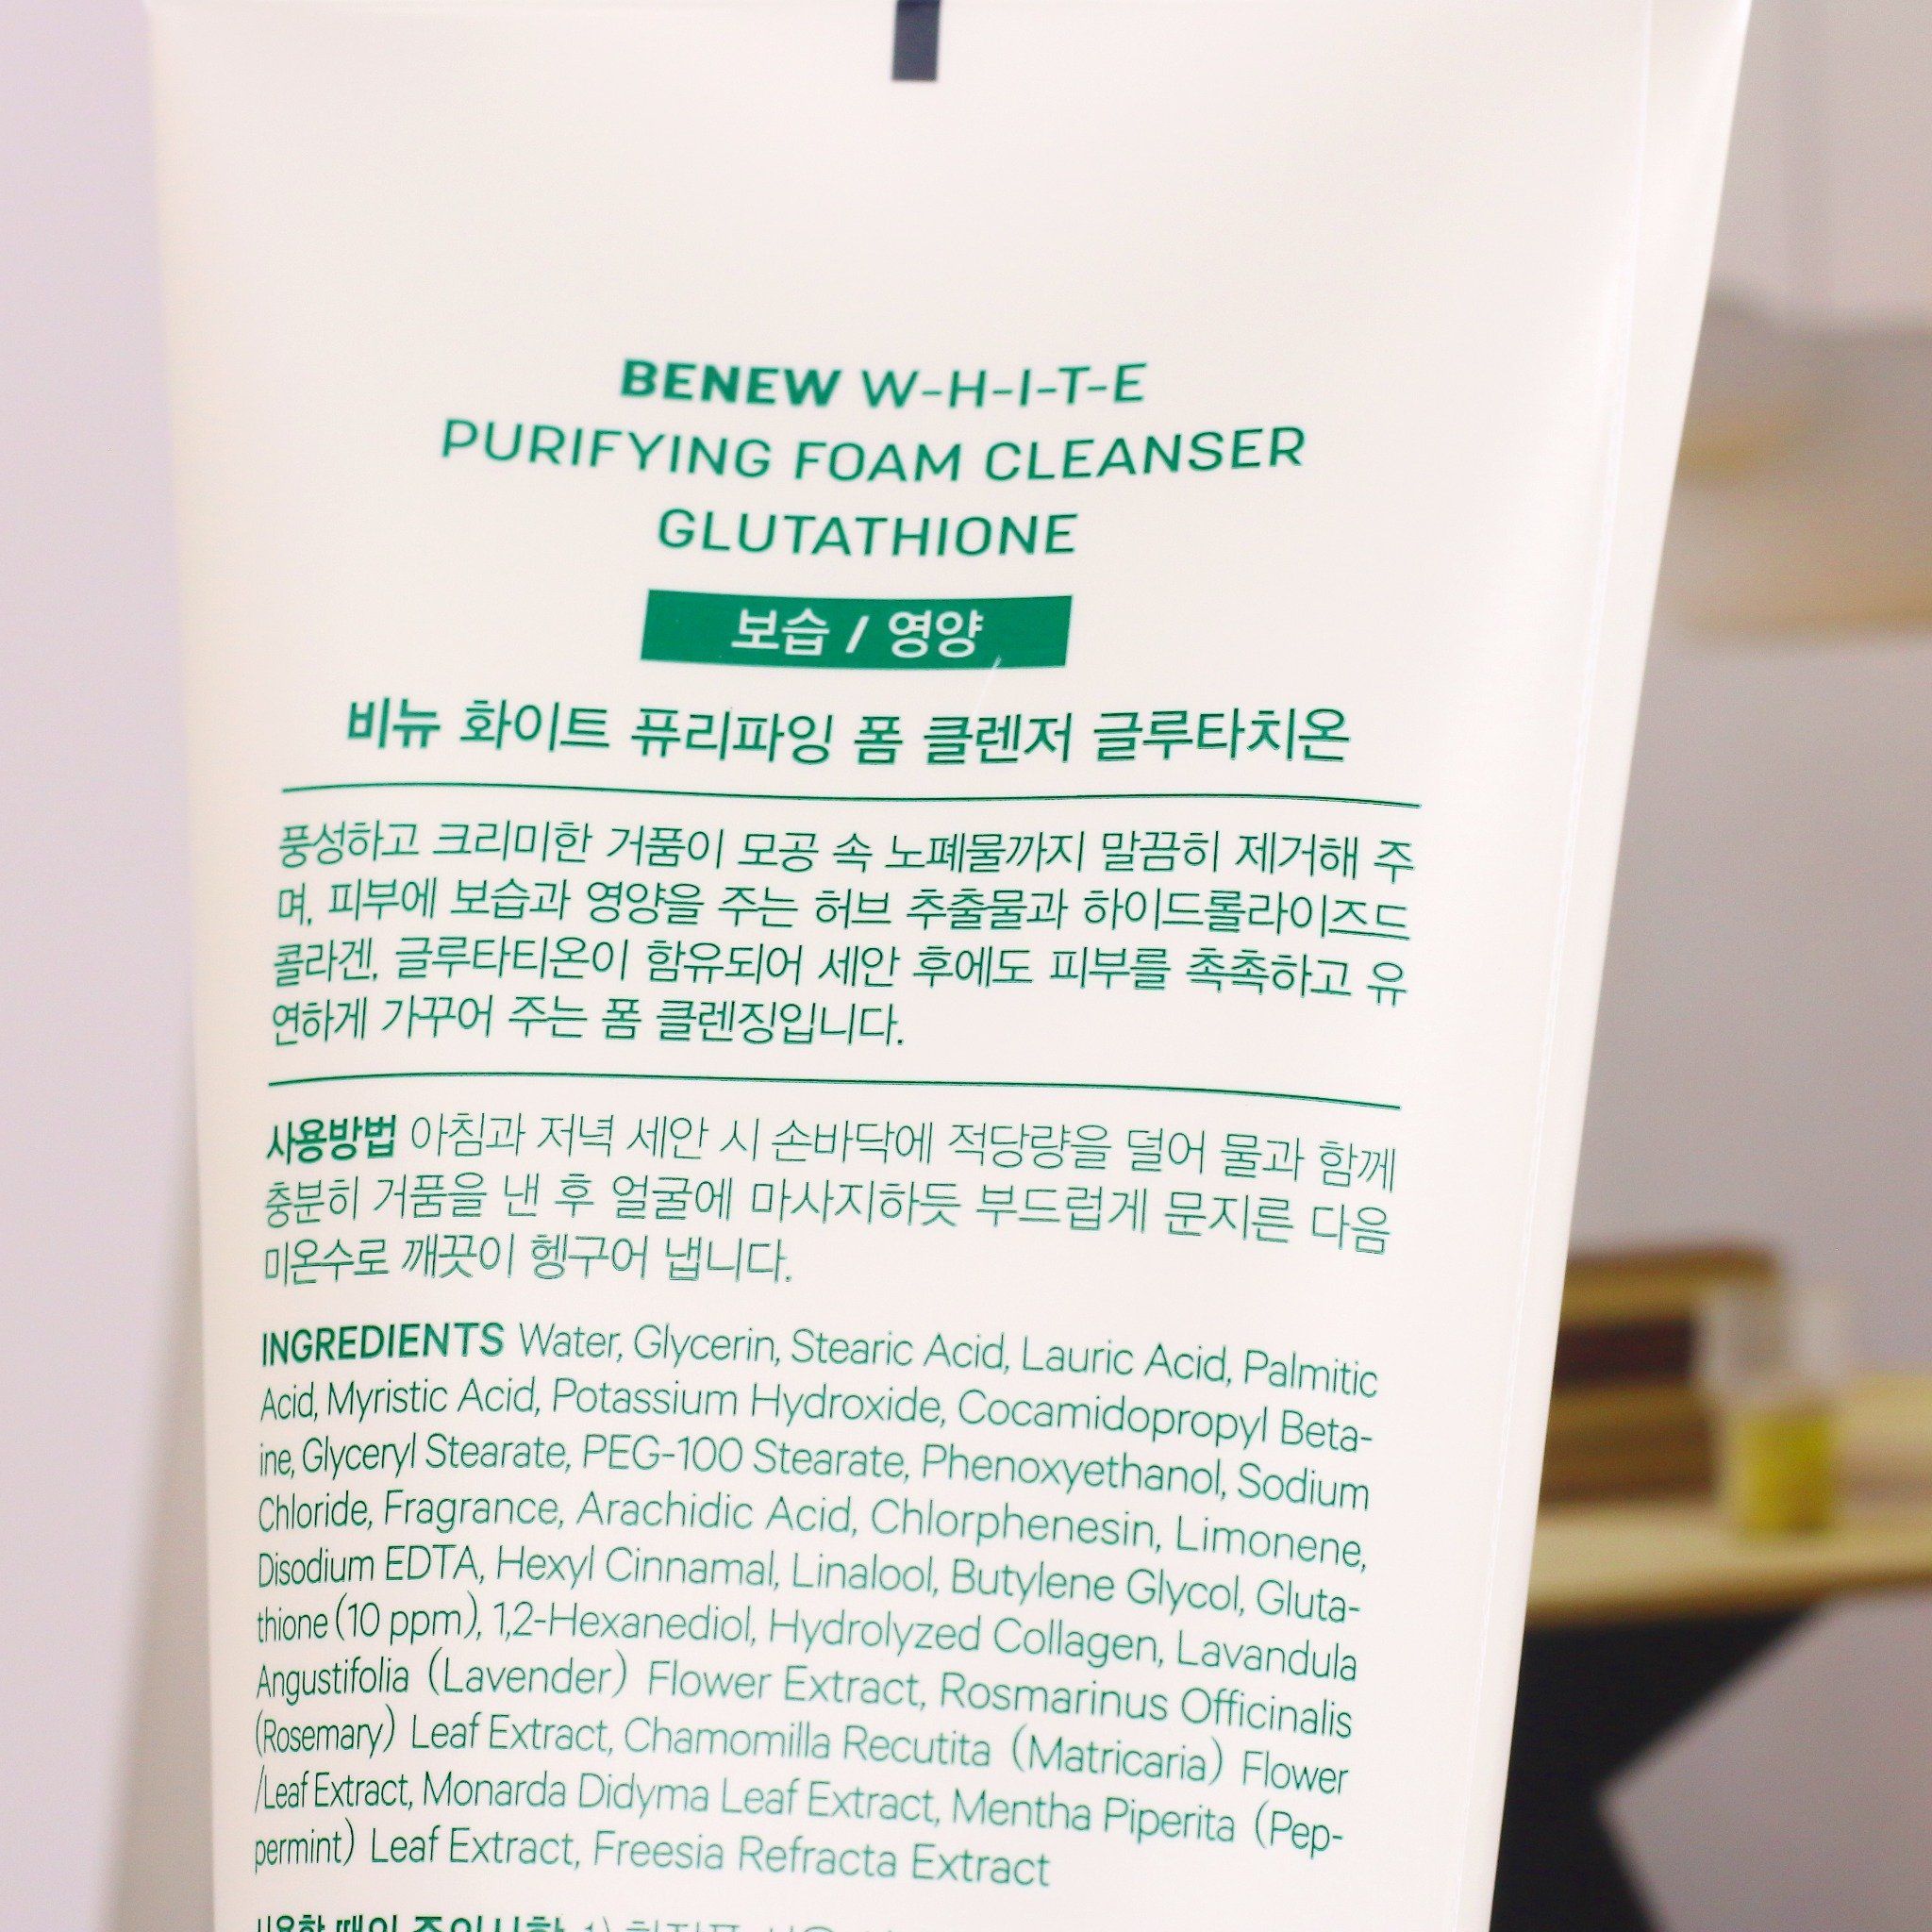 BENEW W-H-I-T-E
PURIFYING FOAM CLEANSER
GLUTATHIONE
보습 / 영양
비뉴 화이트 퓨리파잉 폼 클렌저 글루타치온
풍성하고 크리미한 거품이 모공 속 노폐물까지 말끔히 제거해 주
며, 피부에 보습과 영양을 주는 허브 추출물과 하이드롤라이즈드
콜라겐, 글루타티온이 함유되어 세안 후에도 피부를 촉촉하고 유
연하게 가꾸어 주는 폼 클렌징입니다.
사용방법 아침과 저녁 세안 시 손바닥에 적당량을 덜어 물과 함께
충분히 거품을 낸 후 얼굴에 마사지하듯 부드럽게 문지른 다음
미온수로 깨끗이 헹구어 냅니다.
INGREDIENTS Water, Glycerin, Stearic Acid, Lauric Acid, Palmitic
Acid, Myristic Acid, Potassium Hydroxide, Cocamidopropyl Beta-
ine, Glyceryl Stearate, PEG-100 Stearate, Phenoxyethanol, Sodium
Chloride, Fragrance, Arachidic Acid, Chlorphenesin, Limonene,
Disodium EDTA, Hexyl Cinnamal, Linalool, Butylene Glycol, Gluta-
thione (10 ppm), 1,2-Hexanediol, Hydrolyzed Collagen, Lavandula
Angustifolia (Lavender) Flower Extract, Rosmarinus Officinalis
(Rosemary) Leaf Extract, Chamomilla Recutita (Matricaria) Flower
/Leaf Extract, Monarda Didyma Leaf Extract, Mentha Piperita (Pep-
permint) Leaf Extract, Freesia Refracta Extract